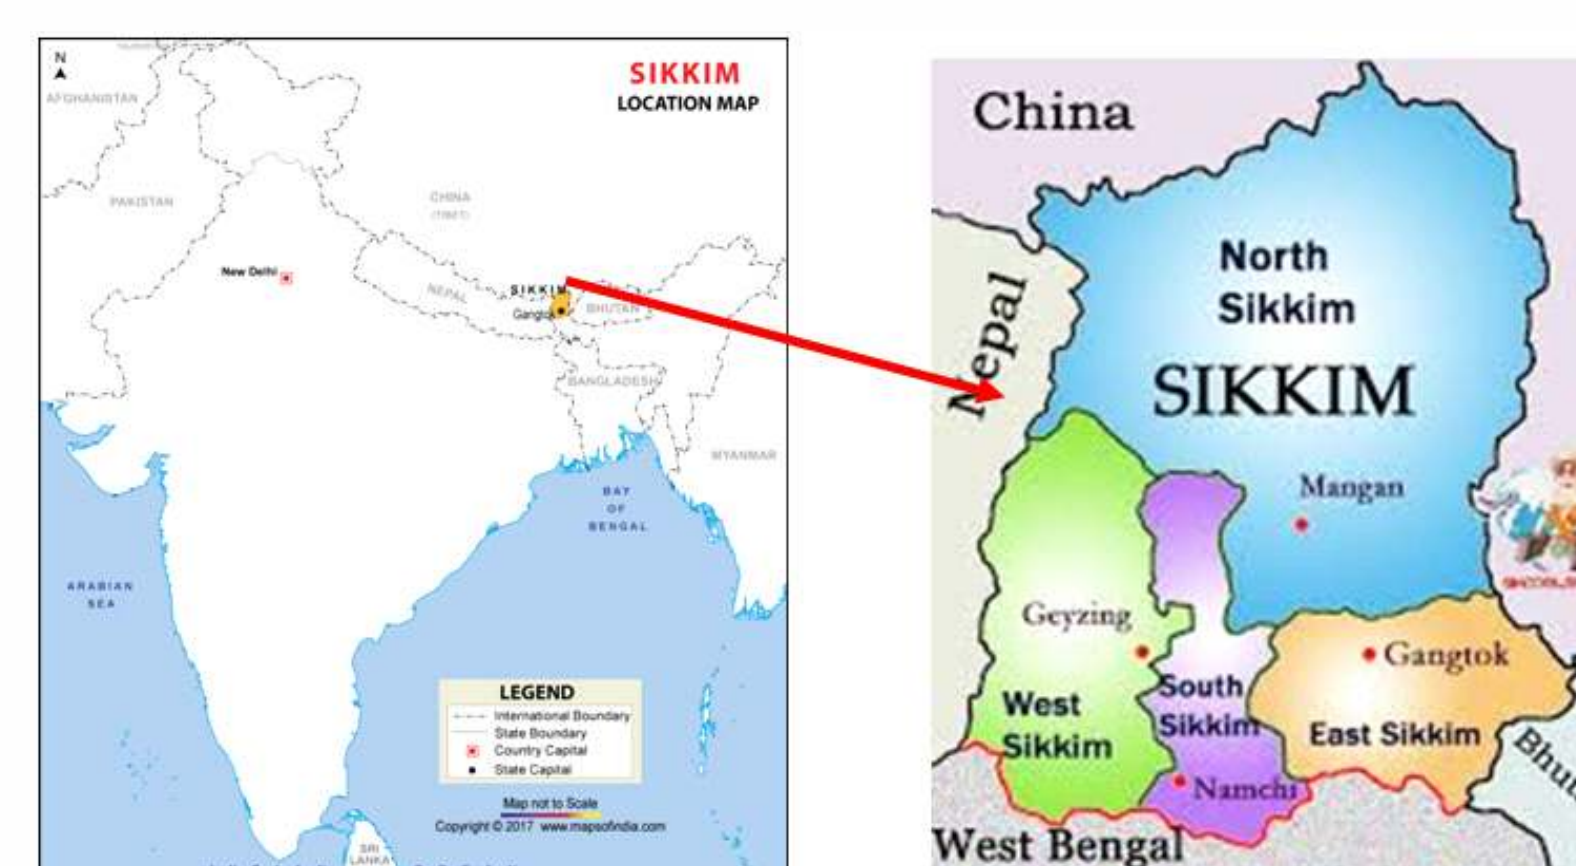 N
SIKKIM
LOCATION MAP
AFGHANISTAN
PAKISTAN
CHINA
(TIBET)
New Delhi
NEPAL
SIKKIM
Gangtok
BHUTAN
BANGLADESH
MYANMAR
BAY
OF
BENGAL
ARABIAN
SEA
LEGEND
International Boundary
State Boundary
Country Capital
State Capital
Map not to Scale
Copyright © 2017 www.mapsofindia.com
SRI
LANKA
China
Nepal
North
Sikkim
SIKKIM
Mangan
Geyzing
Gangtok
West
Sikkim
South
Sikkim
East Sikkim
Namchi
Bhut
West Bengal